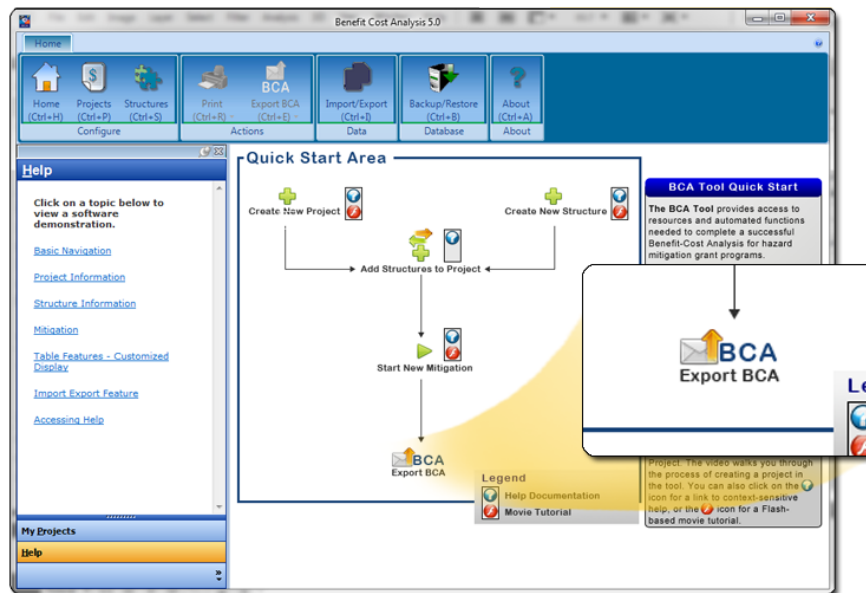 Benefit Cost Analysis 5.0
Home
Home
(Ctrl+H)
Projects
(Ctrl+P)
Structures
(Ctrl+S)
Configure
Print
(Ctrl+R)
Export BCA
(Ctrl+E)
Actions
Import/Export
(Ctrl+I)
Data
Backup/Restore
(Ctrl+B)
Database
About
(Ctrl+A)
About
Help
Click on a topic below to
view a software
demonstration.
Basic Navigation
Project Information
Structure Information
Mitigation
Table Features - Customized
Display
Import Export Feature
Accessing Help
My Projects
Help
Quick Start Area
Create New Project
Create New Structure
Add Structures to Project
Start New Mitigation
BCA
Export BCA
Legend
Help Documentation
Movie Tutorial
BCA Tool Quick Start
The BCA Tool provides access to
resources and automated functions
needed to complete a successful
Benefit-Cost Analysis for hazard
mitigation grant programs.
BCA
Export BCA
Project. The video walks you through
the process of creating a project in
the tool. You can also click on the
icon for a link to context-sensitive
help, or the icon for a Flash-
based movie tutorial.